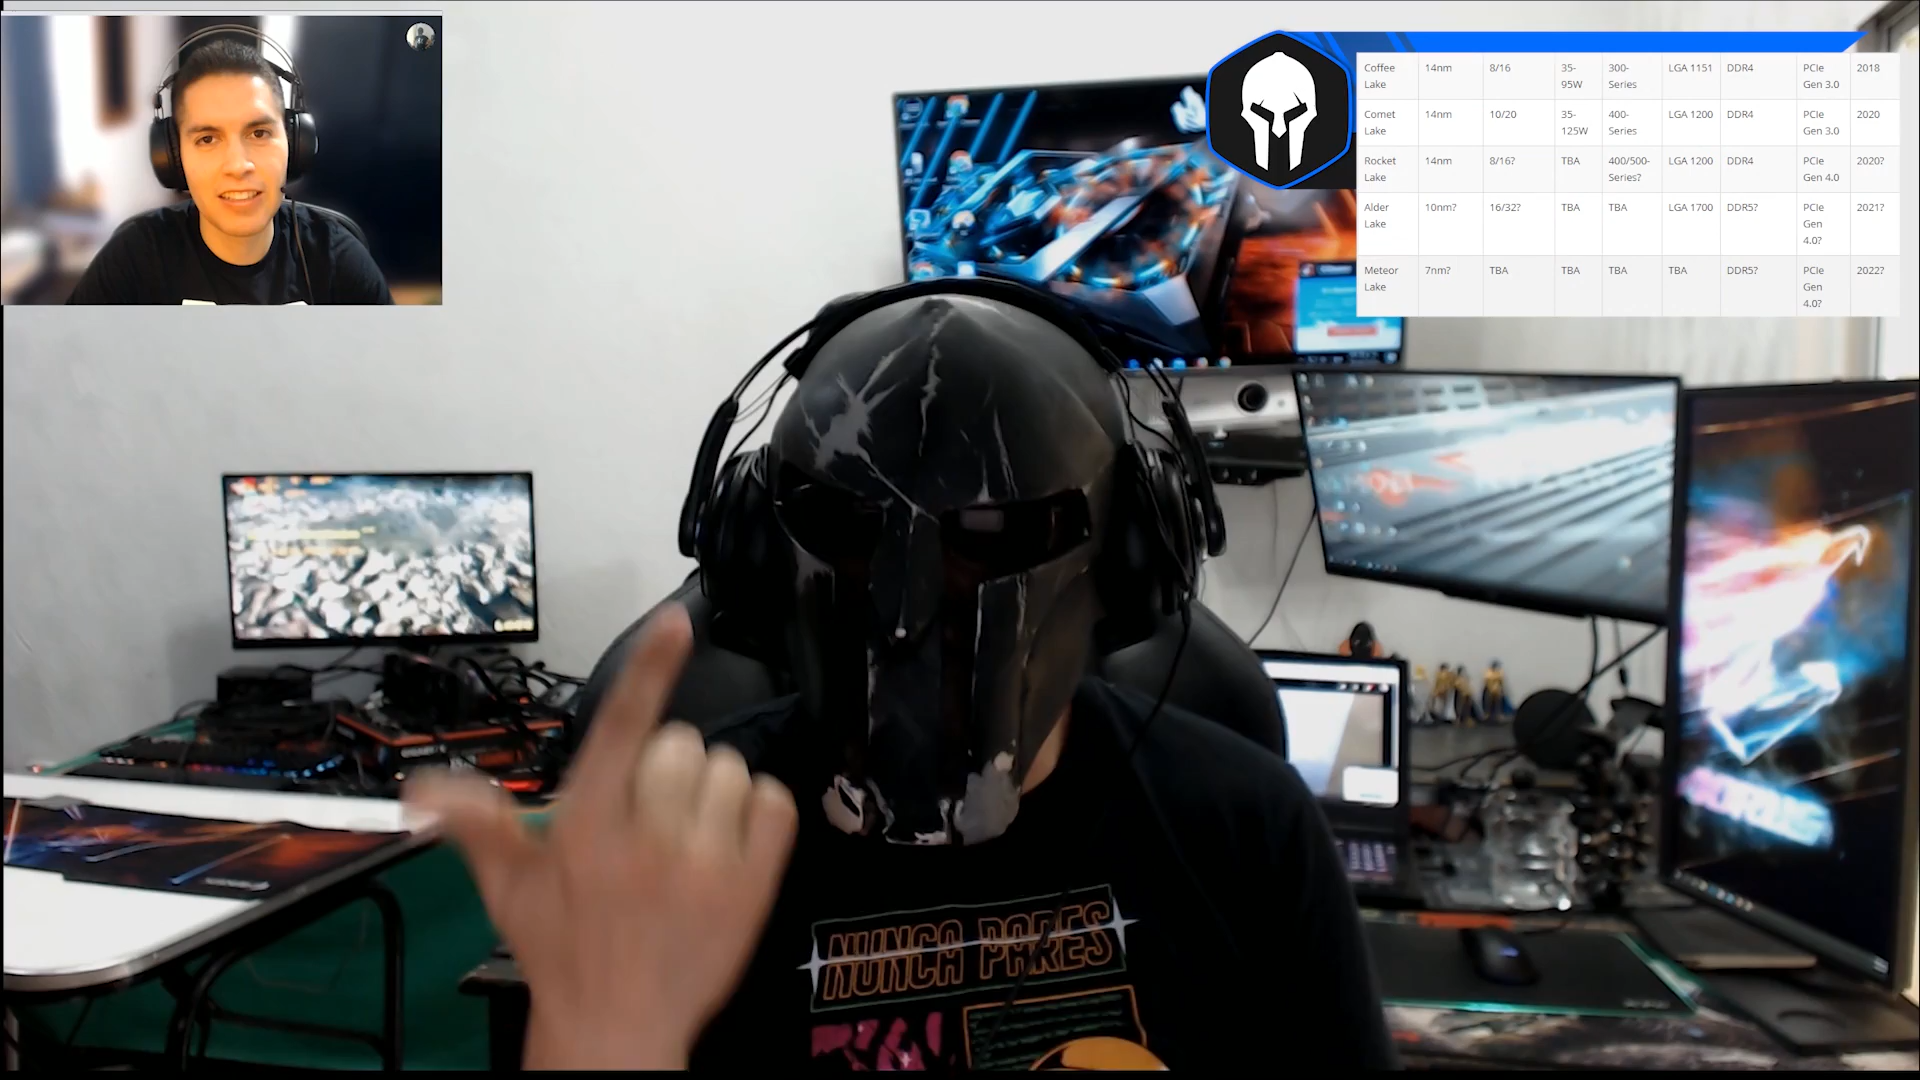 Coffee Lake 14nm 8/16 35-95W 300-Series LGA 1151 DDR4 PCIe Gen 3.0 2018
Comet Lake 14nm 10/20 35-125W 400-Series LGA 1200 DDR4 PCIe Gen 3.0 2020
Rocket Lake 14nm 8/16? TBA 400/500-Series? LGA 1200 DDR4 PCIe Gen 4.0 2020?
Alder Lake 10nm? 16/32? TBA TBA LGA 1700 DDR5? PCIe Gen 4.0? 2021?
Meteor Lake 7nm? TBA TBA TBA TBA DDR5? PCIe Gen 4.0? 2022?
NUNCA PARES